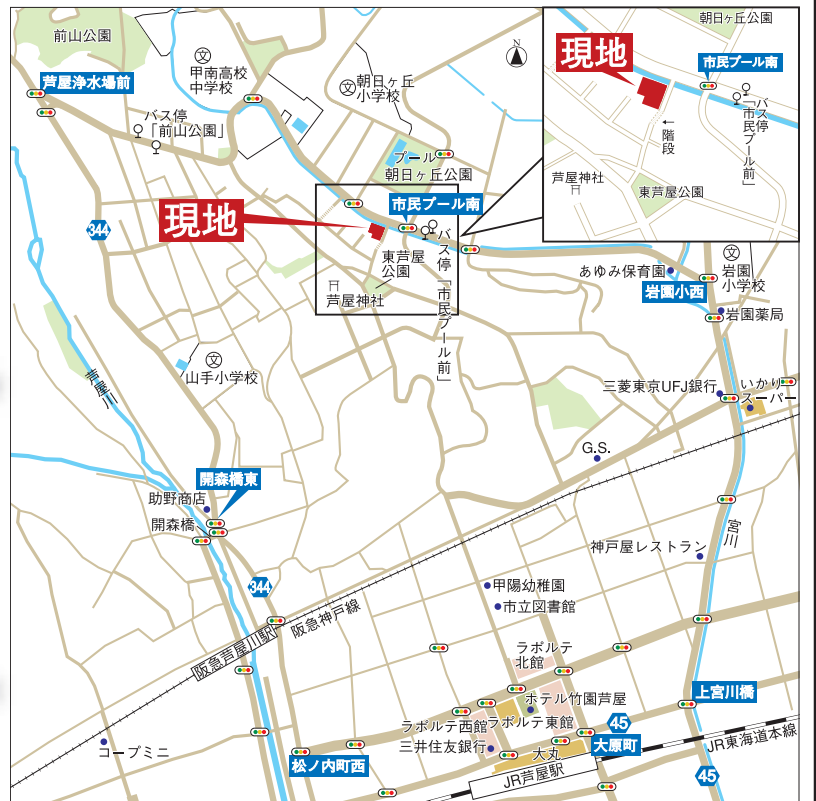 前山公園
芦屋浄水場前
甲南高校
中学校
文
バス停
「前山公園」
文
朝日ヶ丘
小学校
N
プール
朝日ヶ丘公園
344
現地
市民プール南
バス停「市民プール前」
東芦屋
公園
芦屋神社
朝日ヶ丘公園
現地
市民プール南
バス停
「市民プール前」
←階段
芦屋神社
東芦屋公園
文
岩園
小学校
あゆみ保育園
岩園小西
岩園薬局
文
山手小学校
芦屋川
三菱東京UFJ銀行
いかり
スーパー
G.S.
開森橋東
助野商店
開森橋
宮川
神戸屋レストラン
344
甲陽幼稚園
市立図書館
阪急神戸線
阪急芦屋川駅
ラポルテ
北館
ホテル竹園芦屋
上宮川橋
ラポルテ西館
ラポルテ東館
45
三井住友銀行
大丸
大原町
JR東海道本線
コープミニ
松ノ内町西
JR芦屋駅
45